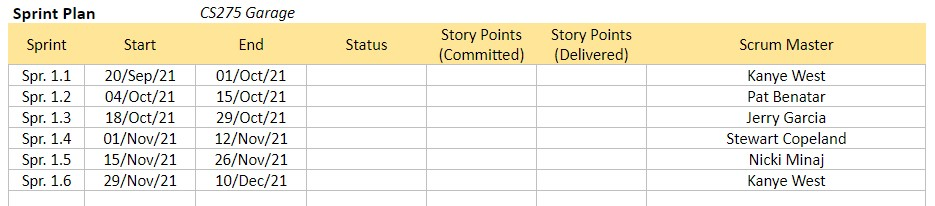 Sprint Plan CS275 Garage
Sprint Start End Status Story Points (Committed) Story Points (Delivered) Scrum Master
Spr. 1.1 20/Sep/21 01/Oct/21 Kanye West
Spr. 1.2 04/Oct/21 15/Oct/21 Pat Benatar
Spr. 1.3 18/Oct/21 29/Oct/21 Jerry Garcia
Spr. 1.4 01/Nov/21 12/Nov/21 Stewart Copeland
Spr. 1.5 15/Nov/21 26/Nov/21 Nicki Minaj
Spr. 1.6 29/Nov/21 10/Dec/21 Kanye West